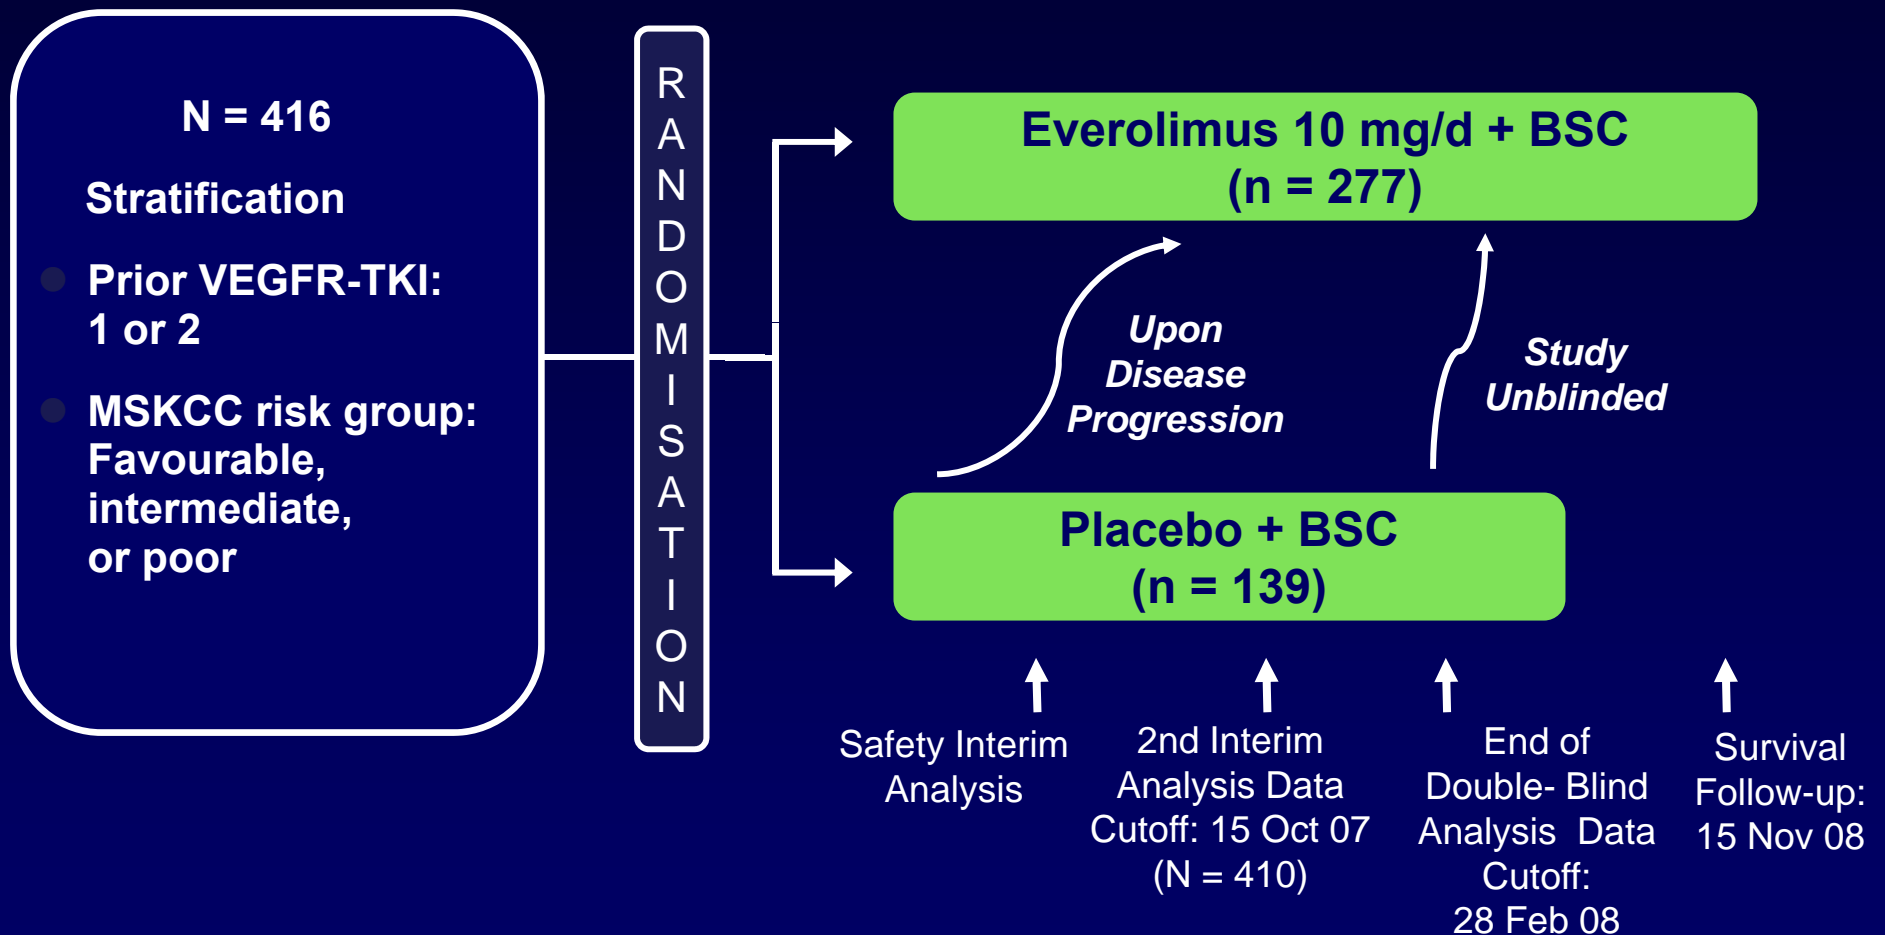 N = 416
Stratification
Prior VEGFR-TKI:
1 or 2
MSKCC risk group:
Favourable,
intermediate,
or poor
R
A
N
D
O
M
I
S
A
T
I
O
N
Everolimus 10 mg/d + BSC
(n = 277)
Upon
Disease
Progression
Study
Unblinded
Placebo + BSC
(n = 139)
Safety Interim
Analysis
2nd Interim
Analysis Data
Cutoff: 15 Oct 07
(N = 410)
End of
Double- Blind
Analysis  Data
Cutoff:
28 Feb 08
Survival
Follow-up:
15 Nov 08